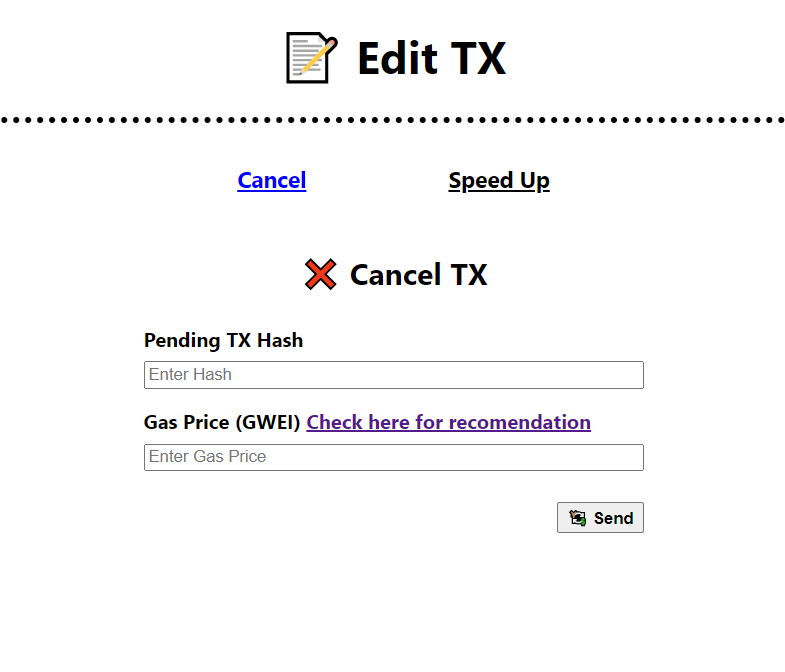 Edit TX
Cancel Speed Up
Cancel TX
Pending TX Hash
Enter Hash
Gas Price (GWEI) Check here for recomendation
Enter Gas Price
Send